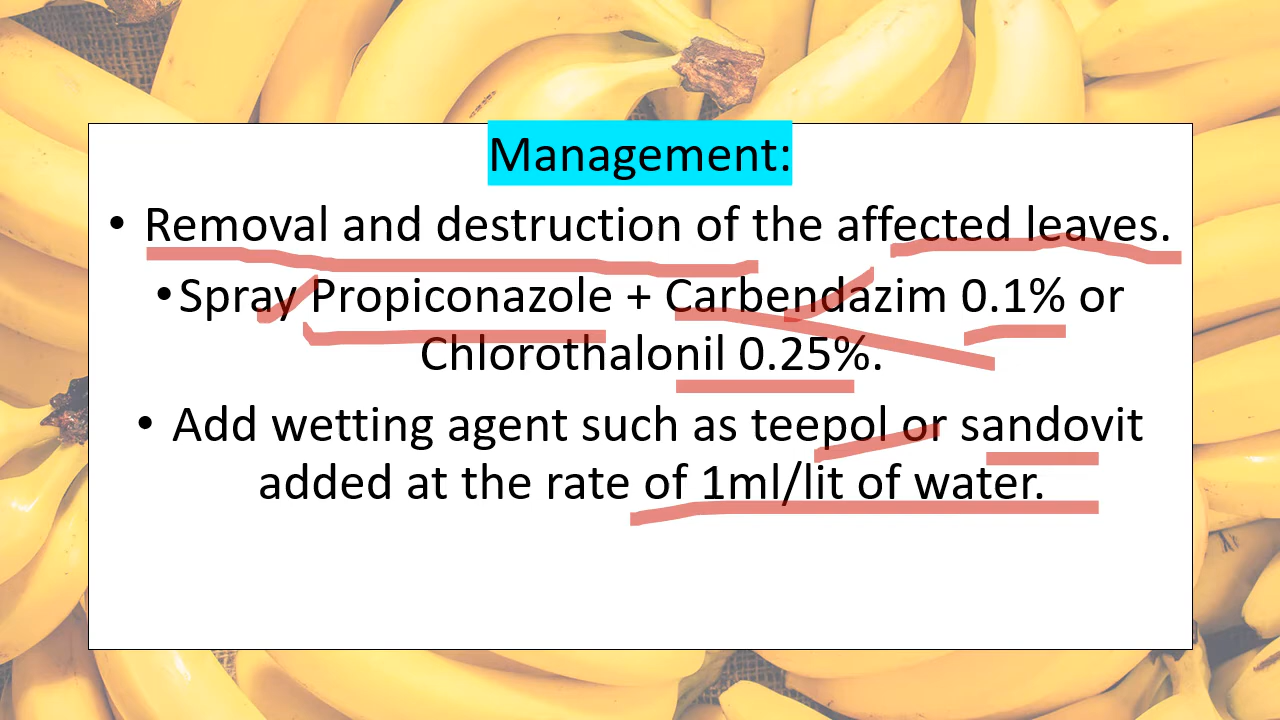 Management:
• Removal and destruction of the affected leaves.
• Spray Propiconazole + Carbendazim 0.1% or
Chlorothalonil 0.25%.
• Add wetting agent such as teepol or sandovit
added at the rate of 1ml/lit of water.